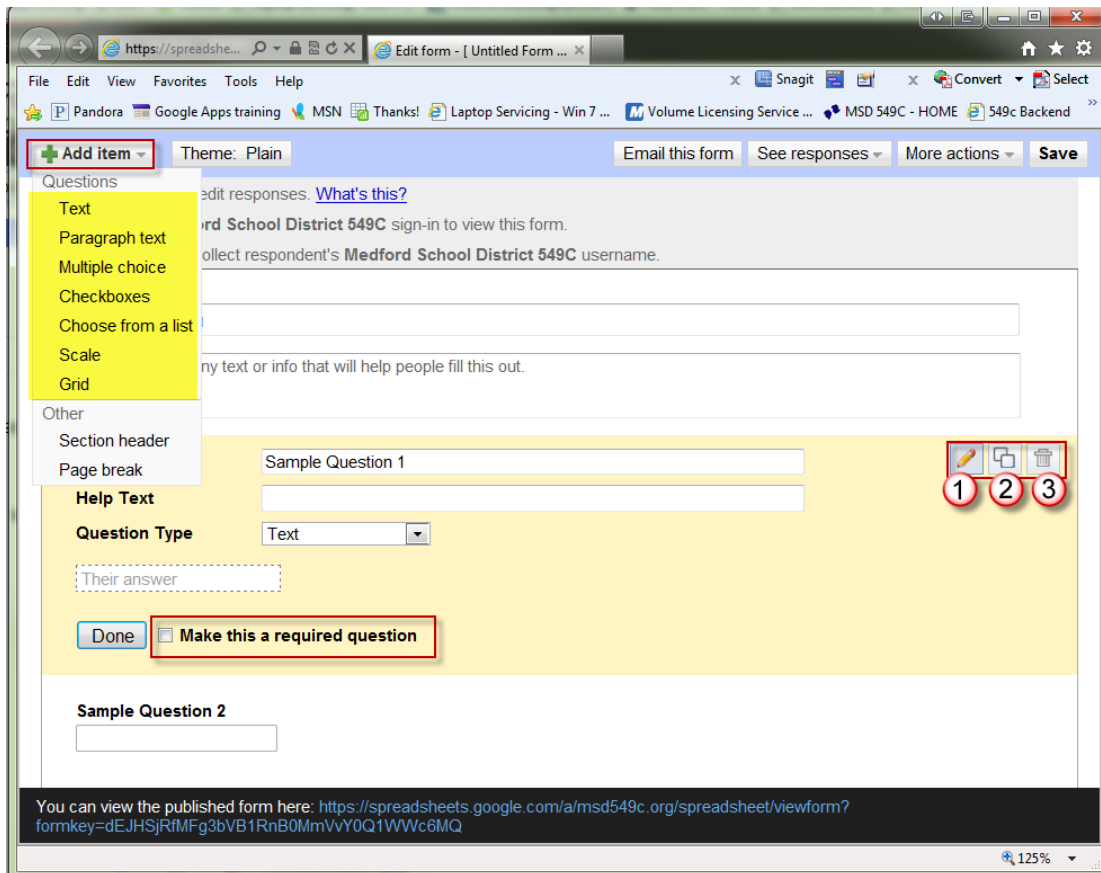 https://spreadshe...
Edit form - [ Untitled Form ...
File Edit View Favorites Tools Help
x Snagit
x Convert Select
Pandora Google Apps training MSN Thanks! Laptop Servicing - Win 7 ... Volume Licensing Service ... MSD 549C - HOME 549c Backend »
Add item Theme: Plain Email this form See responses More actions Save
Questions
edit responses. What's this?
Text
ord School District 549C sign-in to view this form.
Paragraph text
ollect respondent's Medford School District 549C username.
Multiple choice
Checkboxes
Choose from a list
Scale
ny text or info that will help people fill this out.
Grid
Other
Section header
Sample Question 1
Page break
1 2 3
Help Text
Question Type Text
Their answer
Done Make this a required question
Sample Question 2
You can view the published form here: https://spreadsheets.google.com/a/msd549c.org/spreadsheet/viewform?
formkey=dEJHSjRfMFg3bVB1RnB0MmVvY0Q1WWc6MQ
125%